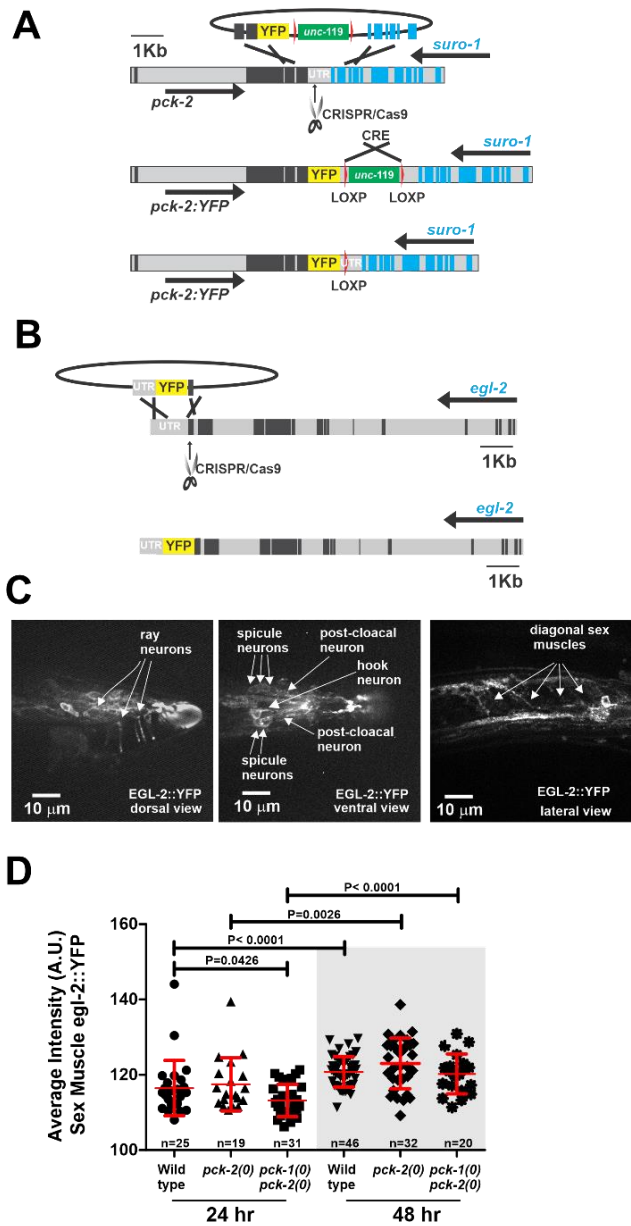 A
YFP
unc-119
1Kb
suro-1
UTR
pck-2
CRISPR/Cas9
CRE
suro-1
YFP
unc-119
LOXP
LOXP
pck-2:YFP
suro-1
YFP
UTR
LOXP
pck-2:YFP
B
UTR
YFP
egl-2
UTR
1Kb
CRISPR/Cas9
egl-2
UTR
YFP
1Kb
C
ray
neurons
10 µm
EGL-2::YFP
dorsal view
spicule
neurons
post-cloacal
neuron
hook
neuron
post-cloacal
neuron
spicule
neurons
10 µm
EGL-2::YFP
ventral view
diagonal sex
muscles
10 µm
EGL-2::YFP
lateral view
D
P< 0.0001
P=0.0026
P< 0.0001
P=0.0426
Average Intensity (A.U.)
Sex Muscle egl-2::YFP
160
140
120
100
n=25
n=19
n=31
n=46
n=32
n=20
Wild
type
pck-2(0)
pck-1(0)
pck-2(0)
Wild
type
pck-2(0)
pck-1(0)
pck-2(0)
24 hr
48 hr